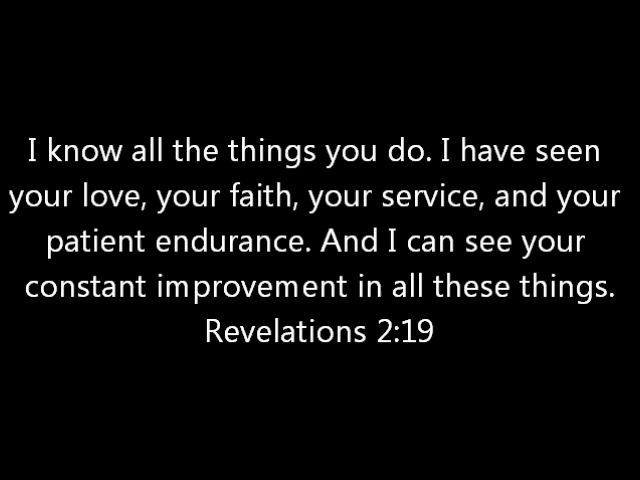 I know all the things you do. I have seen
your love, your faith, your service, and your
patient endurance. And I can see your
constant improvement in all these things.
Revelations 2:19